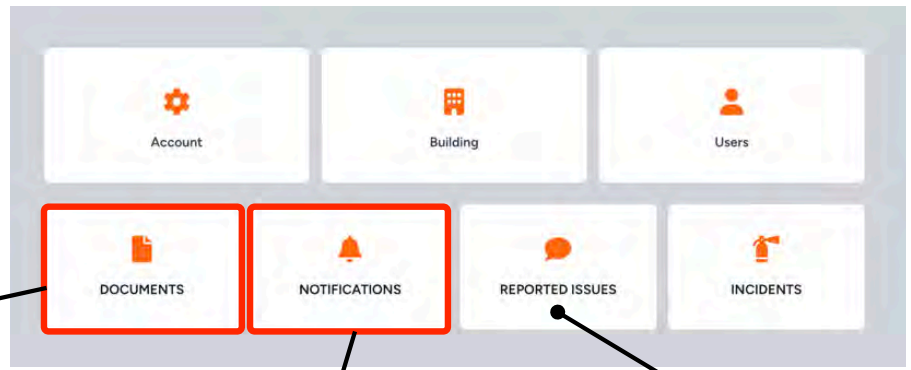 Account
Building
Users
DOCUMENTS
NOTIFICATIONS
REPORTED ISSUES
INCIDENTS